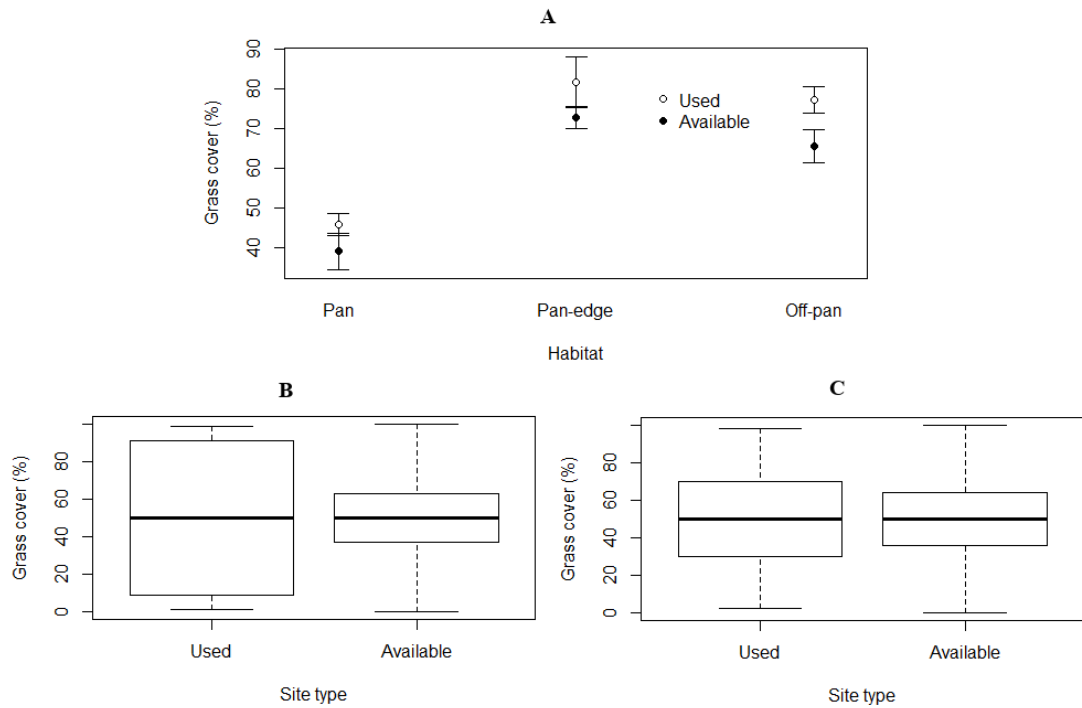 A
Grass cover (%)
90
80
70
60
50
40
Used
Available
Pan Pan-edge Off-pan
Habitat
B
Grass cover (%)
80
60
40
20
0
Used Available
Site type
C
Grass cover (%)
80
60
40
20
0
Used Available
Site type